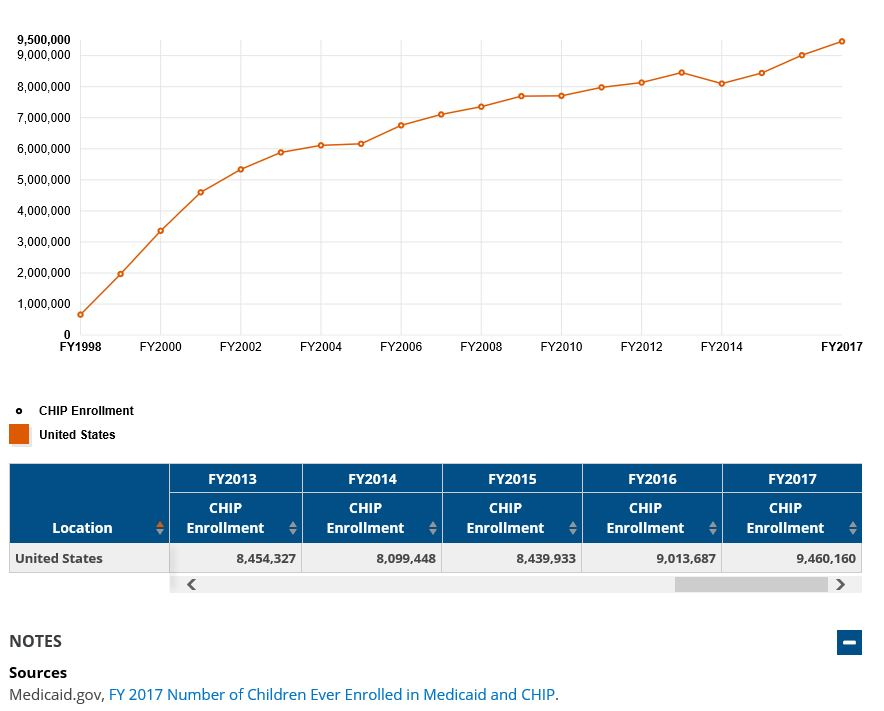 9,500,000
9,000,000
8,000,000
7,000,000
6,000,000
5,000,000
4,000,000
3,000,000
2,000,000
1,000,000
0
FY1998 FY2000 FY2002 FY2004 FY2006 FY2008 FY2010 FY2012 FY2014 FY2017
CHIP Enrollment
United States
FY2013 FY2014 FY2015 FY2016 FY2017
CHIP CHIP CHIP CHIP CHIP
Location Enrollment Enrollment Enrollment Enrollment Enrollment
United States 8,454,327 8,099,448 8,439,933 9,013,687 9,460,160
NOTES
Sources
Medicaid.gov, FY 2017 Number of Children Ever Enrolled in Medicaid and CHIP.